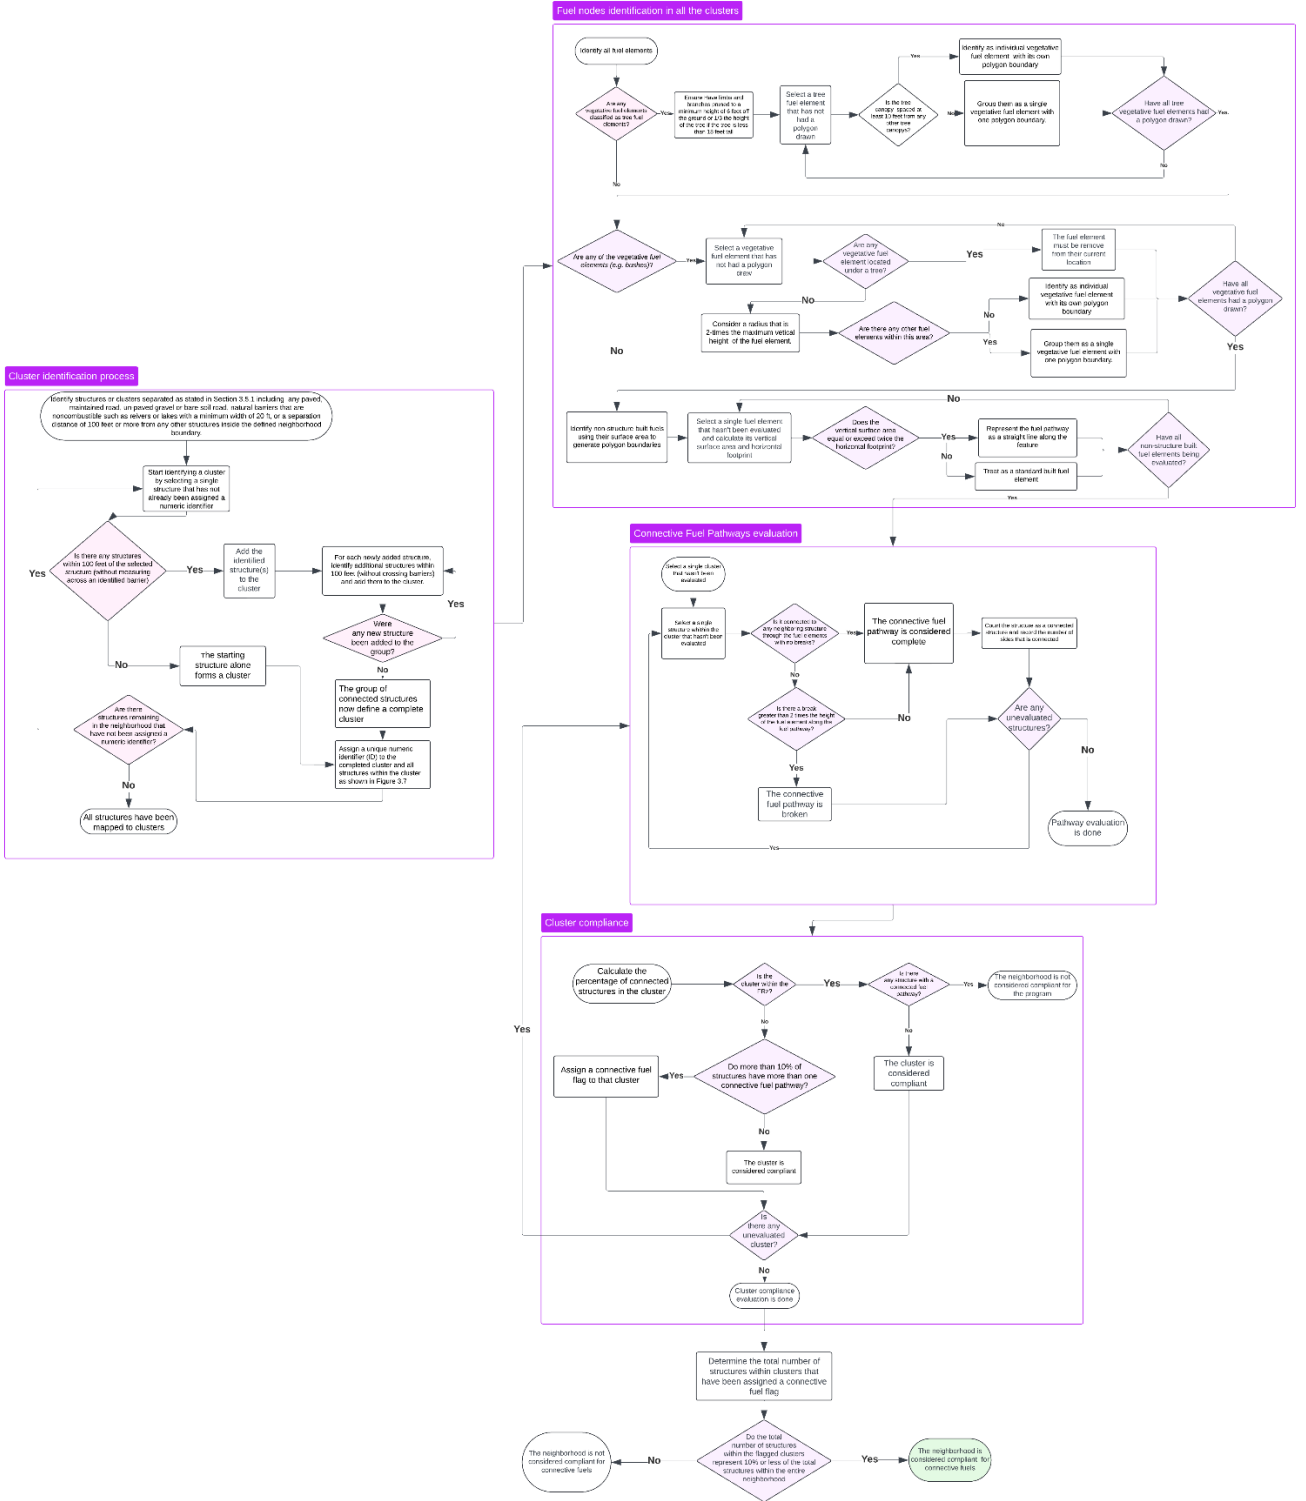 Fuel nodes identification in all the clusters
Identify all fuel elements
Are any
vegetative fuel elements
classified as tree fuel
elements?
Yes
Ensure Have limbs and
branches pruned to a
minimum height of 6 feet off
the ground or 1/3 the height
of the tree if the tree is less
than 18 feet tall
Select a tree
fuel element
that has not
had a
polygon
drawn
Is the tree
canopy spaced at
least 10 feet from any
other tree
canopy?
Yes
Identify as individual vegetative
fuel element with its own
polygon boundary
No
Group them as a single
vegetative fuel element with
one polygon boundary.
Have all tree
vegetative fuel elements had
a polygon drawn?
Yes
No
No
Are any of the vegetative fuel
elements (e.g. bushes)?
Yes
Select a vegetative
fuel element that has
not had a polygon
crew
Are any
vegetative fuel
element located
under a tree?
Yes
The fuel element
must be remove
from their current
location
No
No
Consider a radius that is
2-times the maximum vetical
height of the fuel element.
Are there any other fuel
elements within this area?
No
Identify as individual
vegetative fuel element
with its own polygon
boundary
Yes
Group them as a single
vegetative fuel element with
one polygon boundary.
Have all
vegetative fuel
elements had a polygon
drawn?
Yes
No
Identify non-structure built fuels
using their surface area to
generate polygon boundaries
Select a single fuel element
that hasn't been evaluated
and calculate its vertical
surface area and horizontal
footprint
Does the
vertical surface area
equal or exceed twice the
horizontal footprint?
Yes
Represent the fuel pathway
as a straight line along the
feature
No
Treat as a standard built fuel
element
Have all
non-structure built
fuel elements being
evaluated?
No
Yes
Cluster identification process
Identify structures or clusters separated as stated in Section 3.5.1 including any paved,
maintained road, un paved gravel or bare soil road, natural barriers that are
noncombustible such as reivers or lakes with a minimum width of 20 ft, or a separation
distance of 100 feet or more from any other structures inside the defined neighborhood
boundary.
Start identifying a cluster
by selecting a single
structure that has not
already been assigned a
numeric identifier
Is there any structures
within 100 feet of the selected
structure (without measuring
across an identified barrier)
Yes
Yes
Add the
identified
structure(s)
to the
cluster
For each newly added structure,
identify additional structures within
100 feet (without crossing barriers)
and add them to the cluster.
Yes
Were
any new structure
been added to the
group?
No
No
The starting
structure alone
forms a cluster
The group of
connected structures
now define a complete
cluster
Are there
structures remaining
in the neighborhood that
have not been assigned a
numeric identifier?
Assign a unique numeric
identifier (ID) to the
completed cluster and all
structures within the cluster
as shown in Figure 3.7
No
All structures have been
mapped to clusters
Connective Fuel Pathways evaluation
Select a single cluster
that hasn't been
evaluated
Select a single
structure whithin the
cluster that hasn't been
evaluated
Is it connected to
any neighboring structure
through the fuel elements
with no breaks?
Yes
The connective fuel
pathway is considered
complete
Count the structure as a connected
structure and record the number of
sides that is connected
No
Is there a break
greater than 2 times the height
of the fuel element along the
fuel pathway?
No
Yes
The connective
fuel pathway is
broken
Are any
unevaluated
structures?
No
Pathway evaluation
is done
Yes
Cluster compliance
Calculate the
percentage of connected
structures in the cluster
Is the
cluster within the
Yes
Is there
any structure with a
connected fuel
pathway?
Yes
The neighborhood is not
considered compliant for
the program
No
No
The cluster is
considered
compliant
Do more than 10% of
structures have more than one
connective fuel pathway?
Yes
Assign a connective fuel
flag to that cluster
No
The cluster is
considered compliant
Yes
Is
there any
unevaluated
cluster?
No
Cluster compliance
evaluation is done
Determine the total number of
structures within clusters that
have been assigned a connective
fuel flag
Do the total
number of structures
within the flagged clusters
represent 10% or less of the total
structures within the entire
neighborhood
No
The neighborhood is not
considered compliant for
connective fuels
Yes
The neighborhood is
considered compliant for
connective fuels